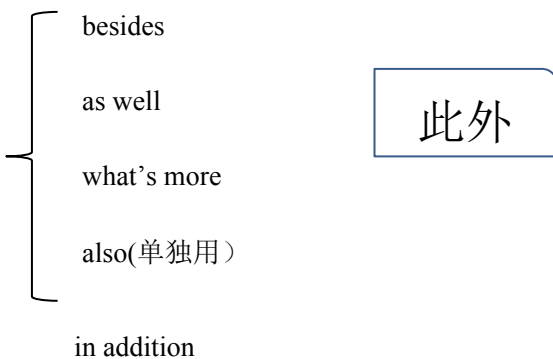 besides
as well
此外
what’s more
also(单独用）
in addition